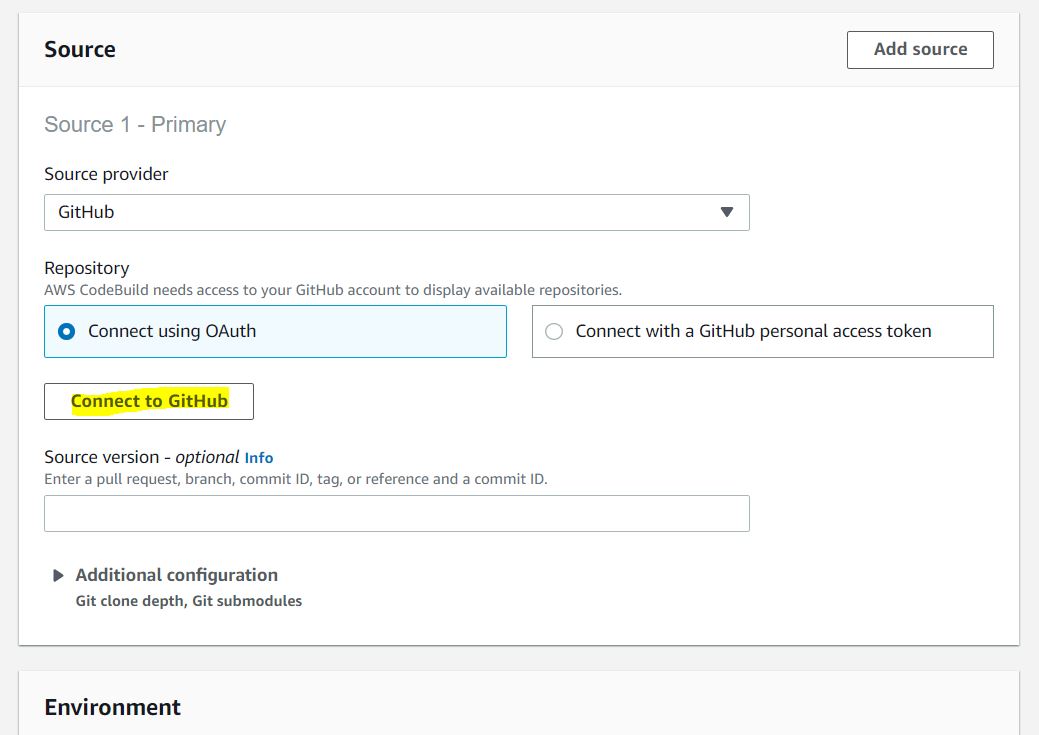 Source
Add source
Source 1 - Primary
Source provider
GitHub
Repository
AWS CodeBuild needs access to your GitHub account to display available repositories.
Connect using OAuth
Connect with a GitHub personal access token
Connect to GitHub
Source version - optional Info
Enter a pull request, branch, commit ID, tag, or reference and a commit ID.
Additional configuration
Git clone depth, Git submodules
Environment